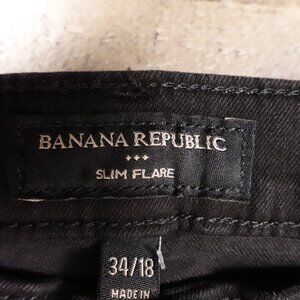 BANANA REPUBLIC
SLIM FLARE
34/18
MADE IN